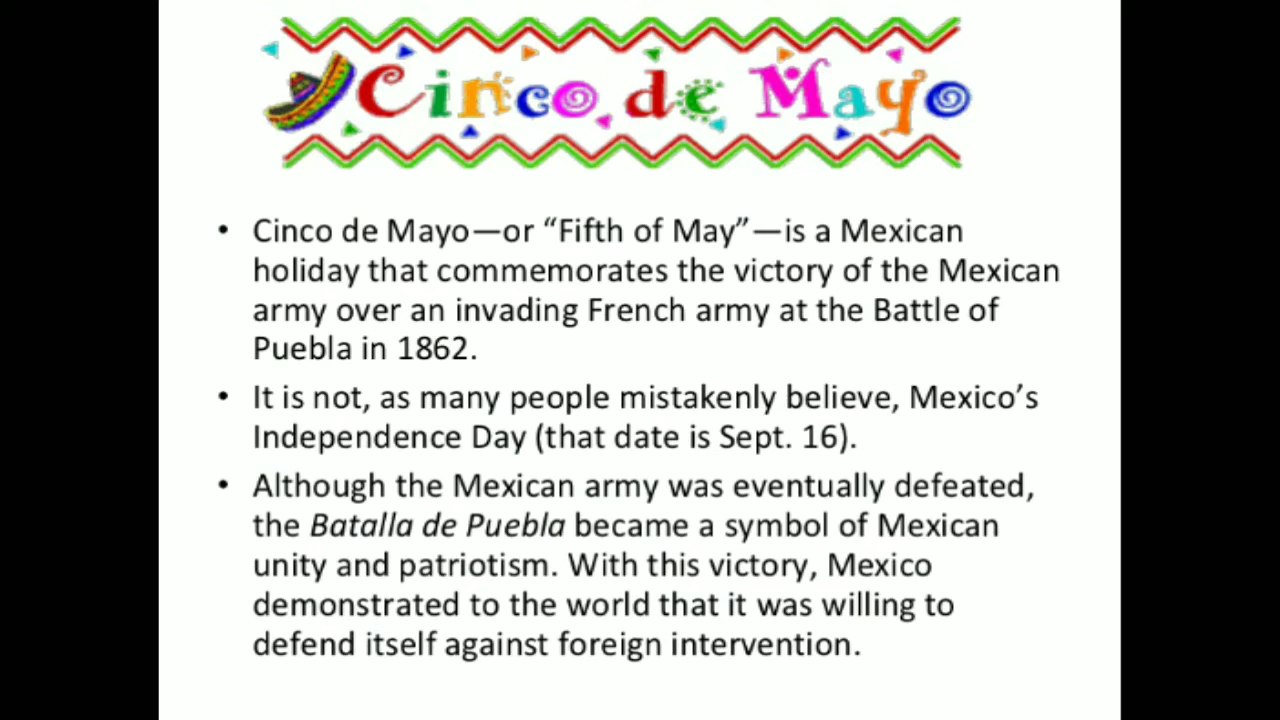 Cinco de Mayo
• Cinco de Mayo—or “Fifth of May”—is a Mexican
holiday that commemorates the victory of the Mexican
army over an invading French army at the Battle of
Puebla in 1862.
• It is not, as many people mistakenly believe, Mexico’s
Independence Day (that date is Sept. 16).
• Although the Mexican army was eventually defeated,
the Batalla de Puebla became a symbol of Mexican
unity and patriotism. With this victory, Mexico
demonstrated to the world that it was willing to
defend itself against foreign intervention.